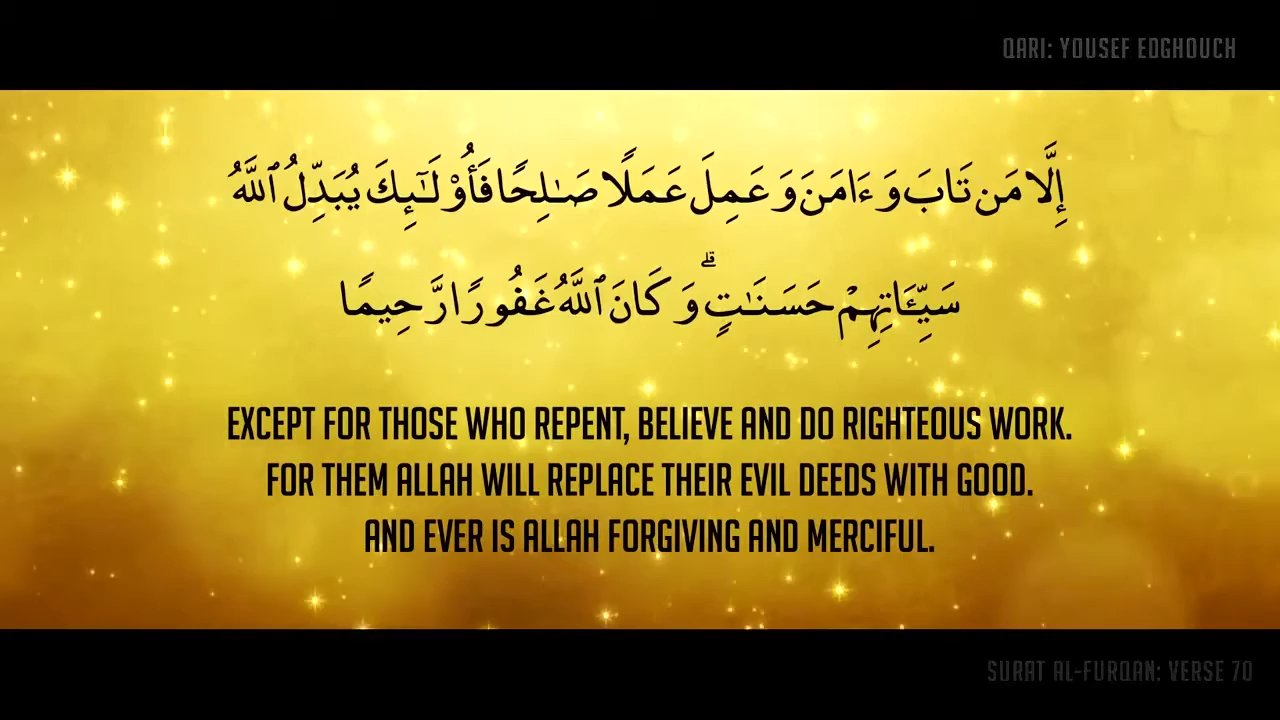 QARI: YOUSEF EDGHOUCH
إِلَّا مَن تَابَ وَءَامَنَ وَعَمِلَ عَمَلًا صَـٰلِحًا فَأُو۟لَـٰٓئِكَ يُبَدِّلُ ٱللَّهُ
سَيِّـَٔاتِهِمْ حَسَنَـٰتٍ ۗ وَكَانَ ٱللَّهُ غَفُورًا رَّحِيمًا
EXCEPT FOR THOSE WHO REPENT, BELIEVE AND DO RIGHTEOUS WORK.
FOR THEM ALLAH WILL REPLACE THEIR EVIL DEEDS WITH GOOD.
AND EVER IS ALLAH FORGIVING AND MERCIFUL.
SURAT AL-FURQAN: VERSE 70